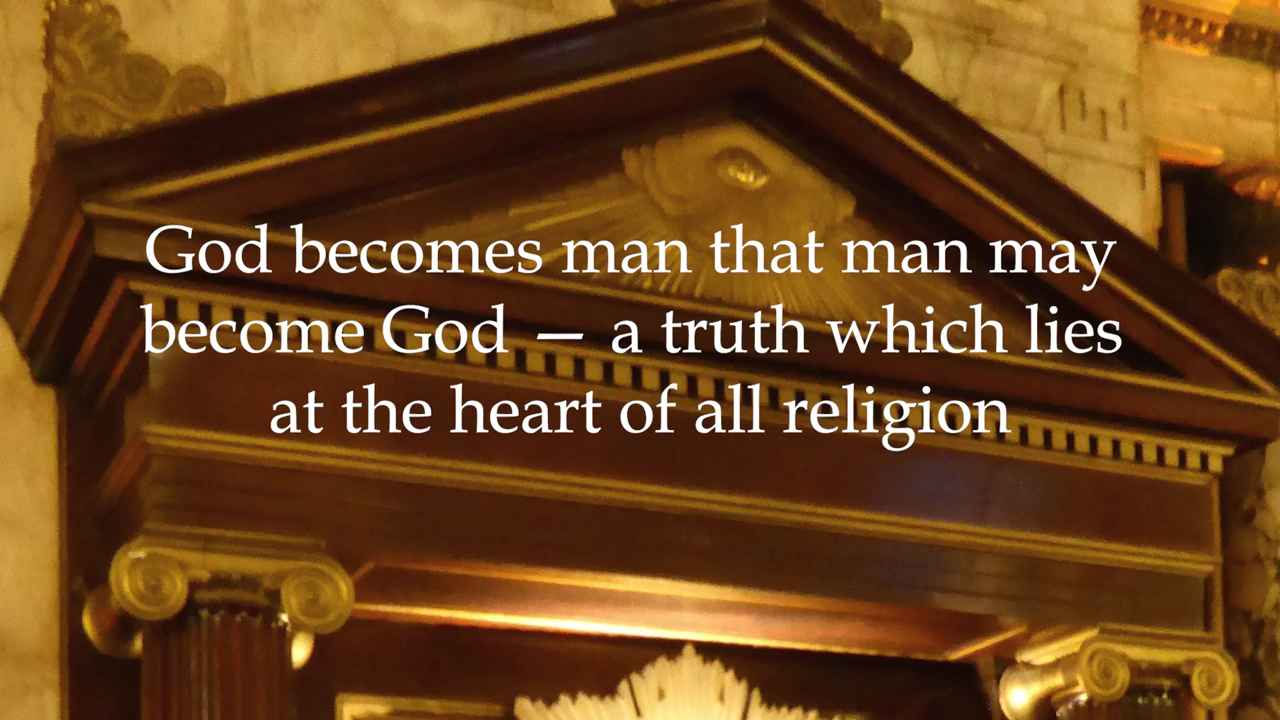 God becomes man that man may
become God — a truth which lies
at the heart of all religion